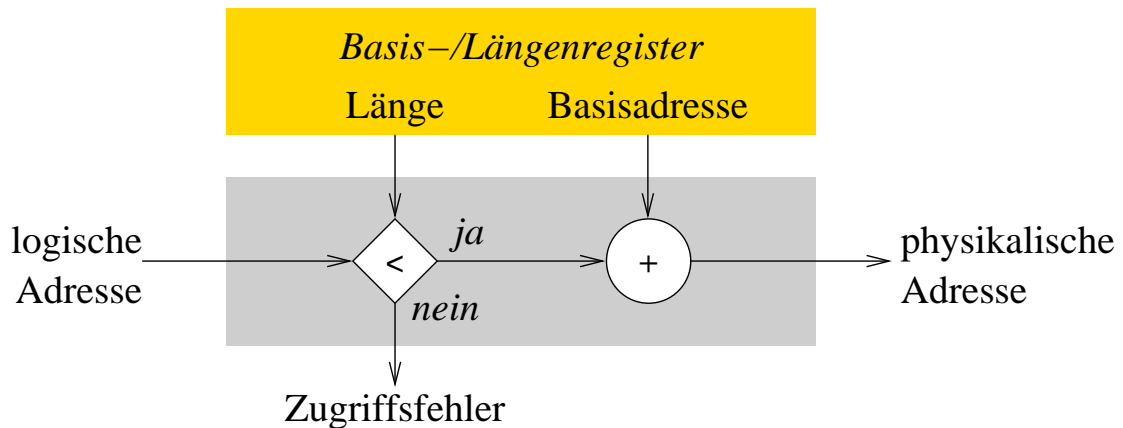 Basis−/Längenregister
Länge
Basisadresse
logische
Adresse
<
ja
nein
+
physikalische
Adresse
Zugriffsfehler